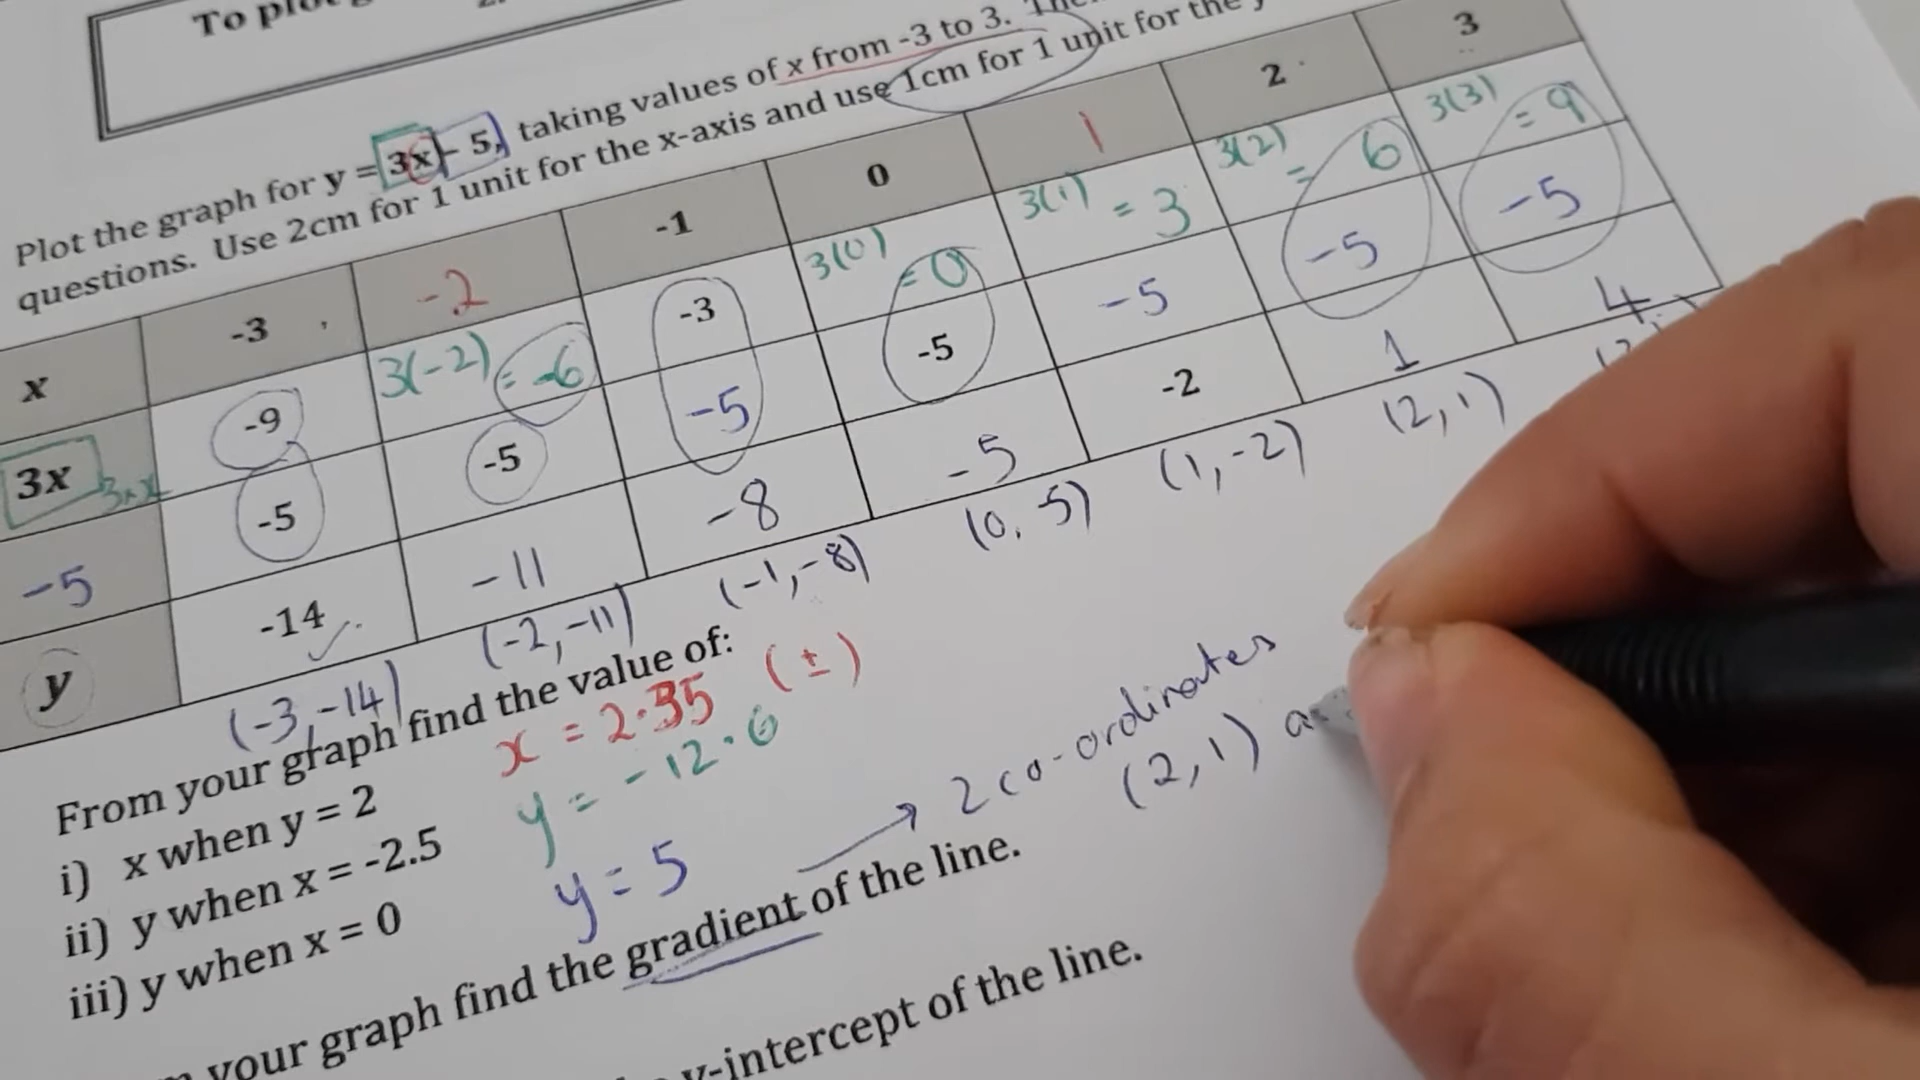 To plot
Plot the graph for y = 3x - 5, taking values of x from -3 to 3.
questions. Use 2cm for 1 unit for the x-axis and use 1cm for 1 unit for the
x -3 -2 -1 0 1 2 3
3x 3×x -9 3(-2) = -6 -3 3(0) = 0 3(1) = 3 3(2) = 6 3(3) = 9
-5 -5 -5 -5 -5 -5 -5 -5
y -14 -11 -8 -5 -2 1 4
(-3,-14) (-2,-11) (-1,-8) (0,-5) (1,-2) (2,1)
From your graph find the value of:
i) x when y = 2 x = 2.35 (±)
ii) y when x = -2.5 y = -12.6
iii) y when x = 0 y = 5
2 co-ordinates
(2,1) a
your graph find the gradient of the line.
y-intercept of the line.